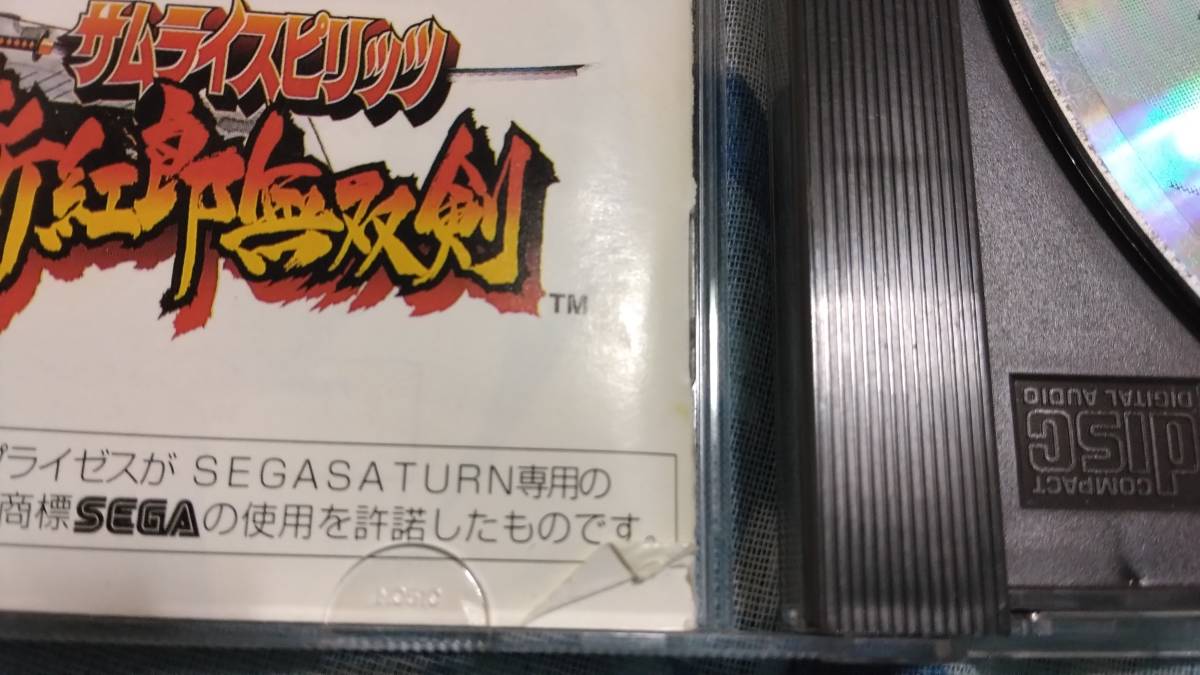 サムライスピリッツ
斬紅郎無双剣
TM
プライゼスが SEGASATURN専用の
商標SEGAの使用を許諾したものです。
COMPACT
disc
DIGITAL AUDIO